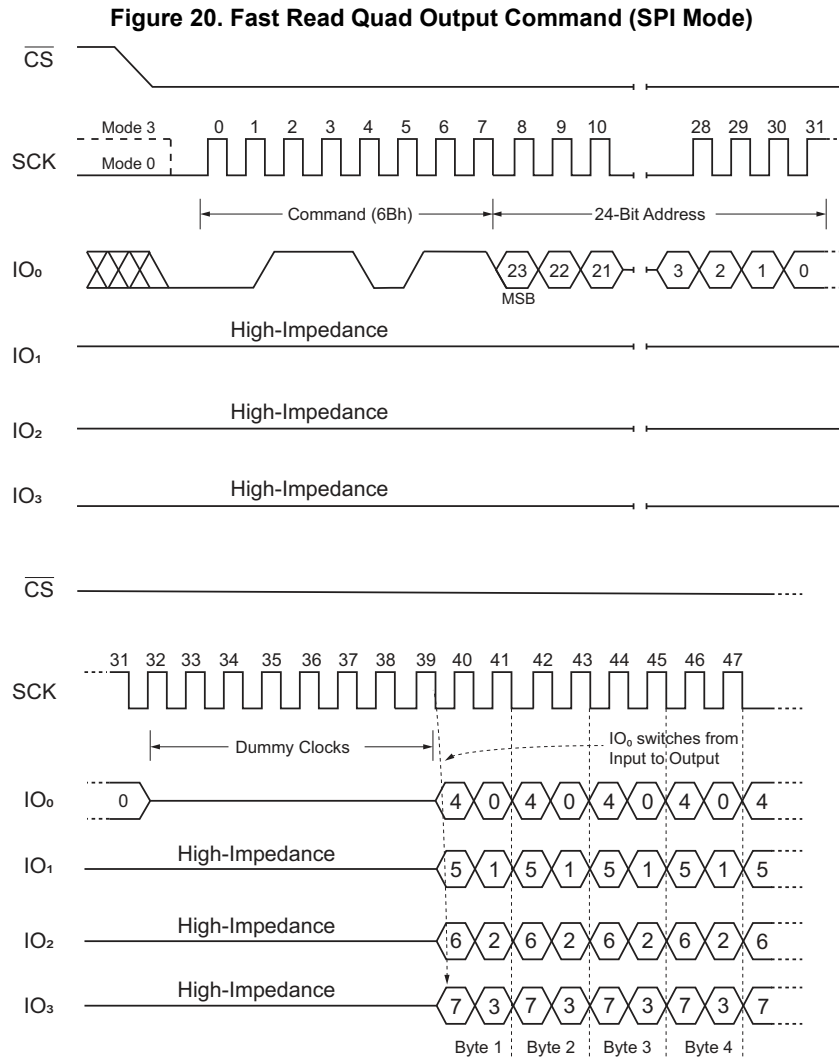 Figure 20. Fast Read Quad Output Command (SPI Mode)
CS
Mode 3
0 1 2 3 4 5 6 7 8 9 10 28 29 30 31
SCK
Mode 0
Command (6Bh) 24-Bit Address
IO₀ 23 22 21 3 2 1 0
MSB
High-Impedance
IO₁
High-Impedance
IO₂
High-Impedance
IO₃
CS
31 32 33 34 35 36 37 38 39 40 41 42 43 44 45 46 47
SCK
Dummy Clocks
IO₀ switches from
Input to Output
IO₀ 0 4 0 4 0 4 0 4 0 4
High-Impedance
IO₁ 5 1 5 1 5 1 5 1 5
High-Impedance
IO₂ 6 2 6 2 6 2 6 2 6
High-Impedance
IO₃ 7 3 7 3 7 3 7 3 7
Byte 1 Byte 2 Byte 3 Byte 4